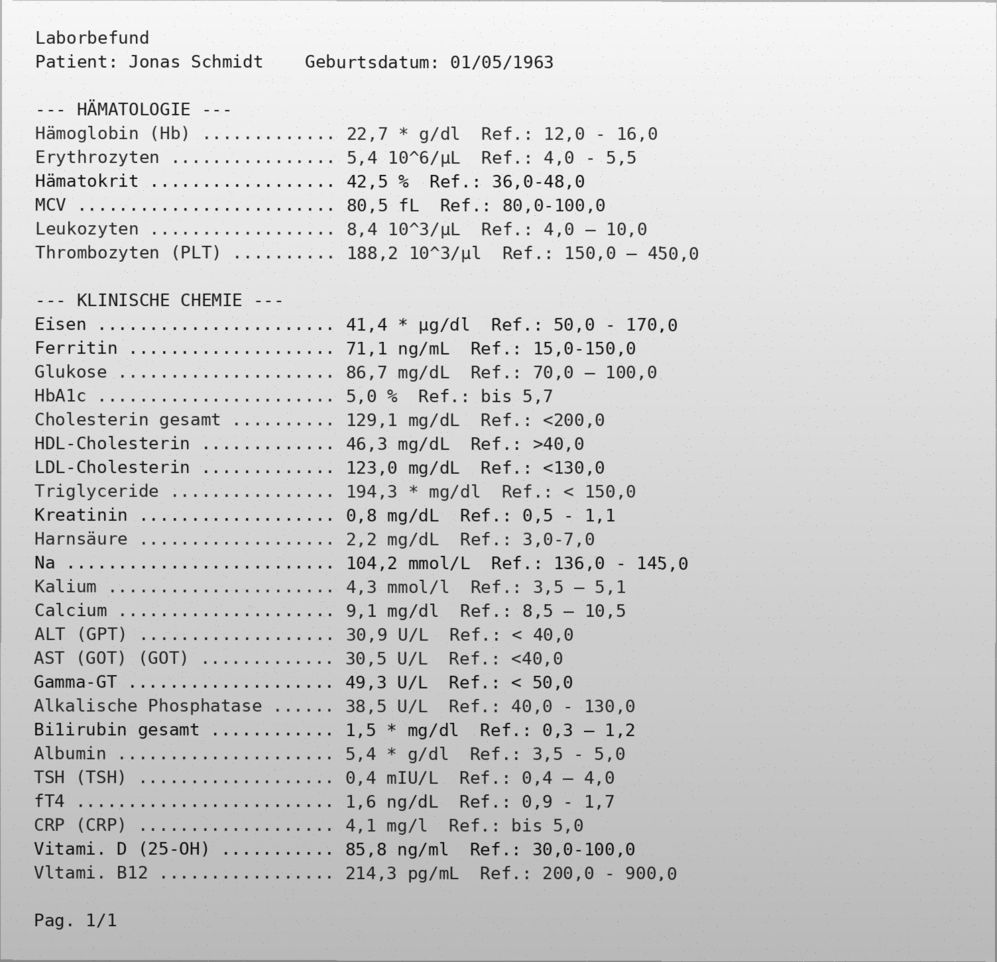 Laborbefund
Patient: Jonas Schmidt    Geburtsdatum: 01/05/1963

--- HÄMATOLOGIE ---
Hämoglobin (Hb) ............. 22,7 * g/dl  Ref.: 12,0 - 16,0
Erythrozyten ................ 5,4 10^6/µL  Ref.: 4,0 - 5,5
Hämatokrit .................. 42,5 %  Ref.: 36,0-48,0
MCV ......................... 80,5 fL  Ref.: 80,0-100,0
Leukozyten .................. 8,4 10^3/µL  Ref.: 4,0 – 10,0
Thrombozyten (PLT) .......... 188,2 10^3/µl  Ref.: 150,0 – 450,0

--- KLINISCHE CHEMIE ---
Eisen ....................... 41,4 * µg/dl  Ref.: 50,0 - 170,0
Ferritin .................... 71,1 ng/mL  Ref.: 15,0-150,0
Glukose ..................... 86,7 mg/dL  Ref.: 70,0 – 100,0
HbA1c ....................... 5,0 %  Ref.: bis 5,7
Cholesterin gesamt .......... 129,1 mg/dL  Ref.: <200,0
HDL-Cholesterin ............. 46,3 mg/dL  Ref.: >40,0
LDL-Cholesterin ............. 123,0 mg/dL  Ref.: <130,0
Triglyceride ................ 194,3 * mg/dl  Ref.: < 150,0
Kreatinin ................... 0,8 mg/dL  Ref.: 0,5 - 1,1
Harnsäure ................... 2,2 mg/dL  Ref.: 3,0-7,0
Na .......................... 104,2 mmol/L  Ref.: 136,0 - 145,0
Kalium ...................... 4,3 mmol/l  Ref.: 3,5 – 5,1
Calcium ..................... 9,1 mg/dl  Ref.: 8,5 – 10,5
ALT (GPT) ................... 30,9 U/L  Ref.: < 40,0
AST (GOT) (GOT) ............. 30,5 U/L  Ref.: <40,0
Gamma-GT .................... 49,3 U/L  Ref.: < 50,0
Alkalische Phosphatase ...... 38,5 U/L  Ref.: 40,0 - 130,0
Bi1irubin gesamt ............ 1,5 * mg/dl  Ref.: 0,3 – 1,2
Albumin ..................... 5,4 * g/dl  Ref.: 3,5 - 5,0
TSH (TSH) ................... 0,4 mIU/L  Ref.: 0,4 – 4,0
fT4 ......................... 1,6 ng/dL  Ref.: 0,9 - 1,7
CRP (CRP) ................... 4,1 mg/l  Ref.: bis 5,0
Vitami. D (25-OH) ........... 85,8 ng/ml  Ref.: 30,0-100,0
Vltami. B12 ................. 214,3 pg/mL  Ref.: 200,0 - 900,0

Pag. 1/1